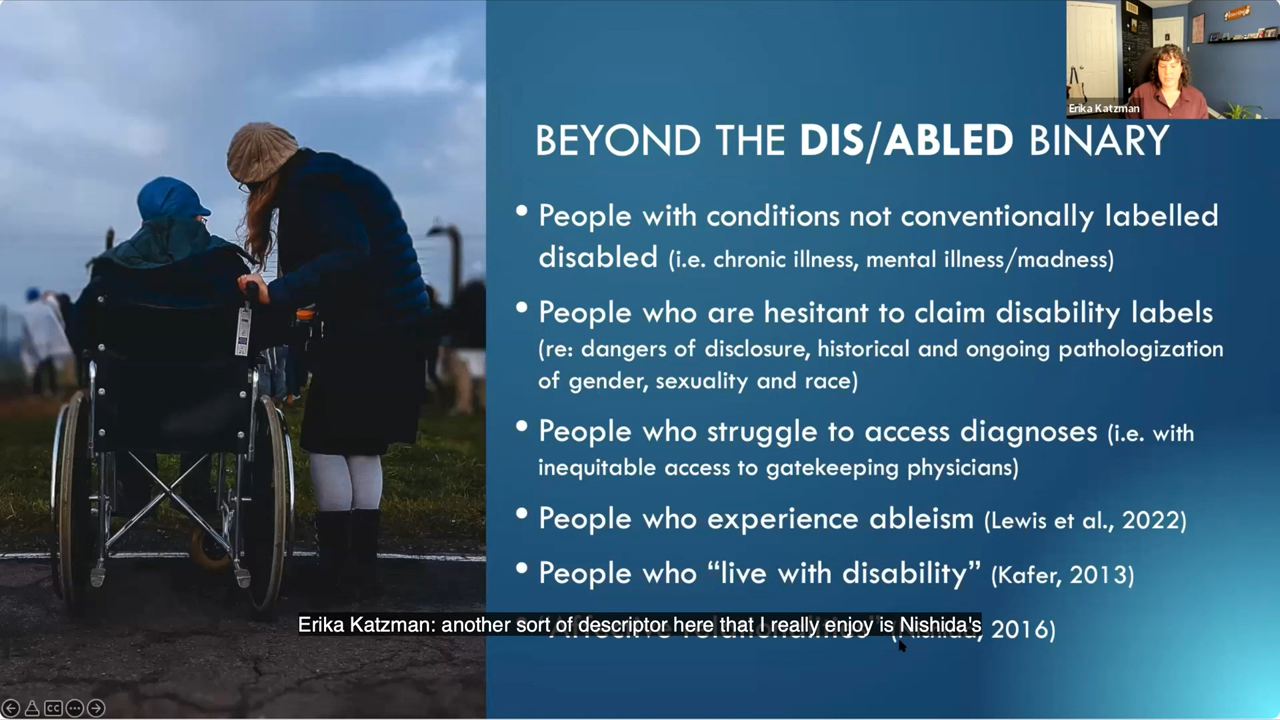 Erika Katzman
BEYOND THE DIS/ABLED BINARY
• People with conditions not conventionally labelled
disabled (i.e. chronic illness, mental illness/madness)
• People who are hesitant to claim disability labels
(re: dangers of disclosure, historical and ongoing pathologization
of gender, sexuality and race)
• People who struggle to access diagnoses (i.e. with
inequitable access to gatekeeping physicians)
• People who experience ableism (Lewis et al., 2022)
• People who “live with disability” (Kafer, 2013)
Erika Katzman: another sort of descriptor here that I really enjoy is Nishida's
2016)
CC